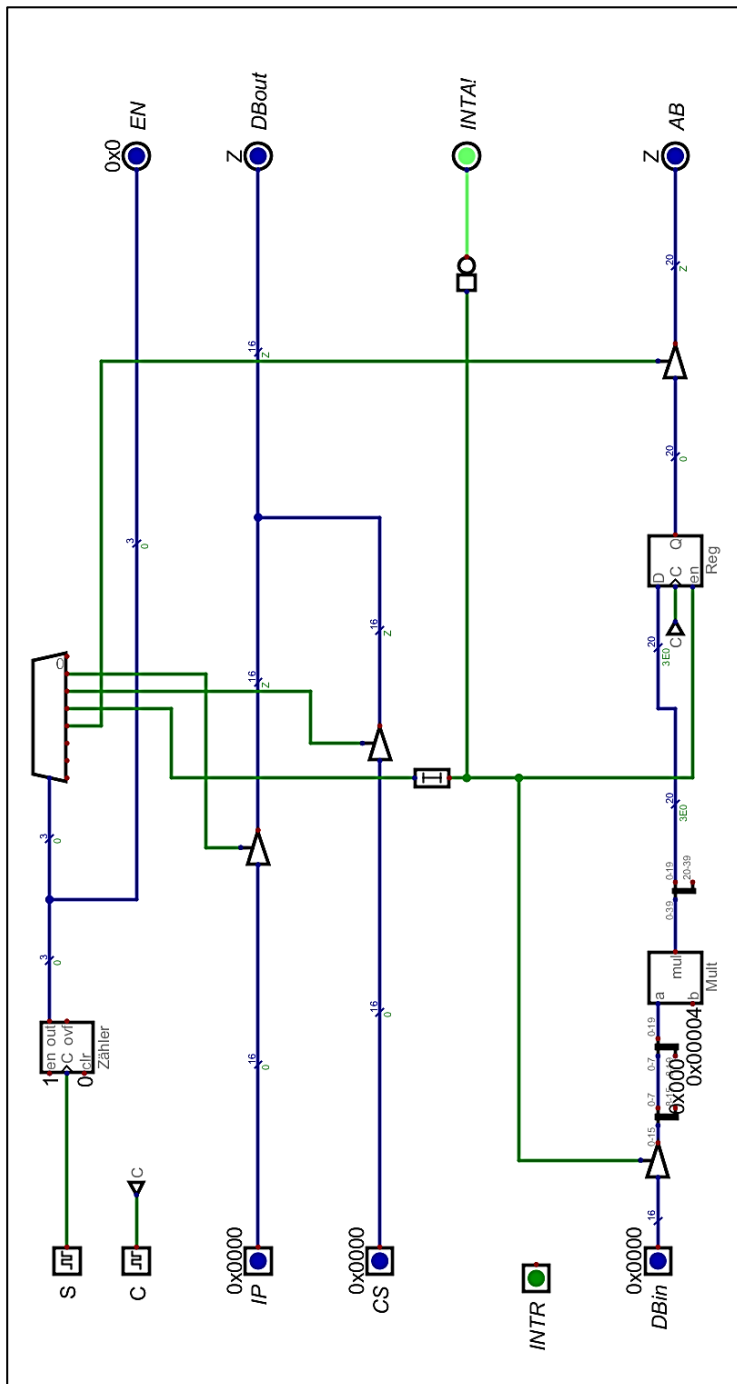 S
1
en out
C ovf
0
clr
Zähler
3
0
3
0
0
C
C
3
0
0x0
EN
0x0000
IP
16
0
16
Z
16
Z
Z
DBout
0x0000
CS
16
0
16
Z
INTA!
INTR
0x0000
DBin
16
0-15
0-7
0-7
0-19
0x000
0x00004
a
mul
b
Mult
0-39
0-19
20-39
20
3E0
20
3E0
C
D
C Q
en
Reg
20
0
20
Z
Z
AB